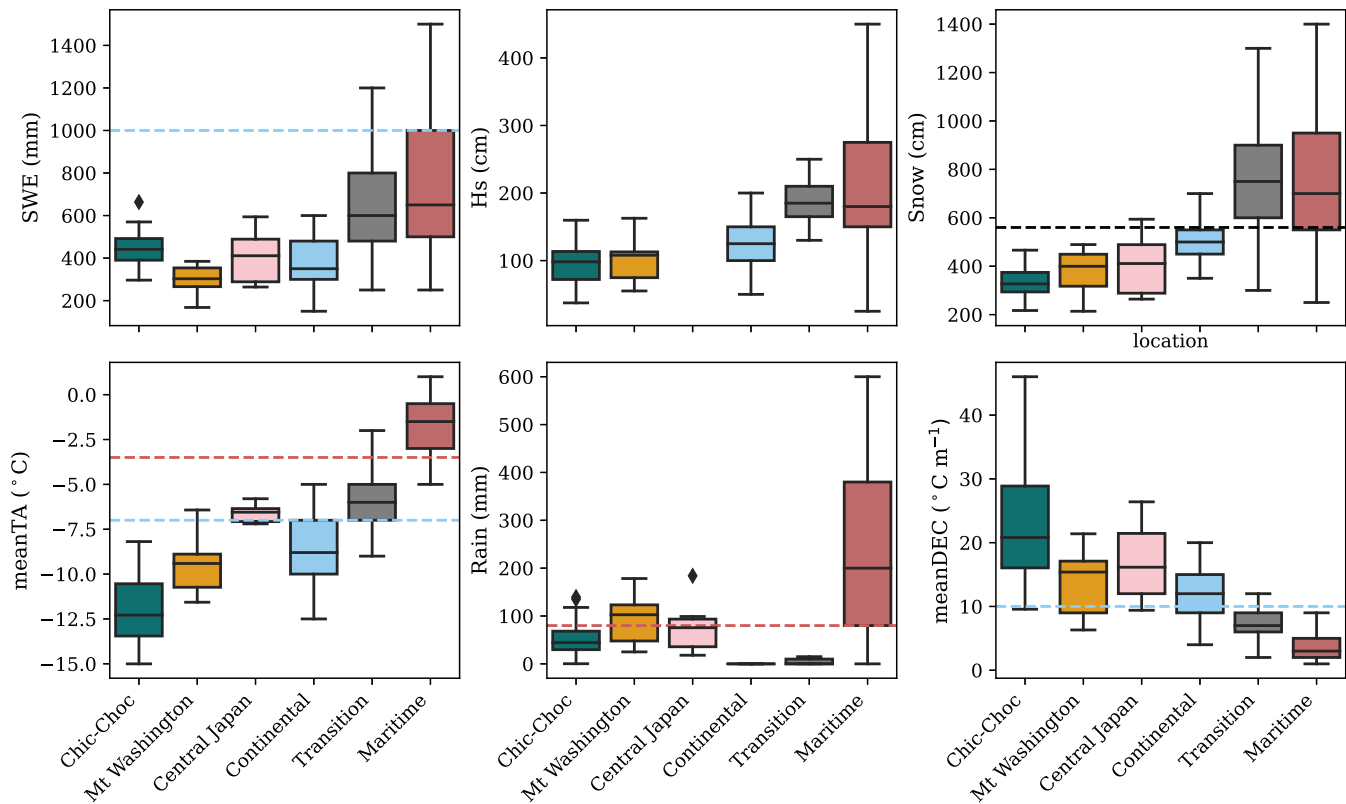 SWE (mm)
1400
1200
1000
800
600
400
200
Hs (cm)
400
300
200
100
Snow (cm)
1400
1200
1000
800
600
400
200
location
meanTA (°C)
0.0
−2.5
−5.0
−7.5
−10.0
−12.5
−15.0
Chic-Choc
Mt Washington
Central Japan
Continental
Transition
Maritime
Rain (mm)
600
500
400
300
200
100
0
Chic-Choc
Mt Washington
Central Japan
Continental
Transition
Maritime
meanDEC (°C m⁻¹)
40
30
20
10
0
Chic-Choc
Mt Washington
Central Japan
Continental
Transition
Maritime